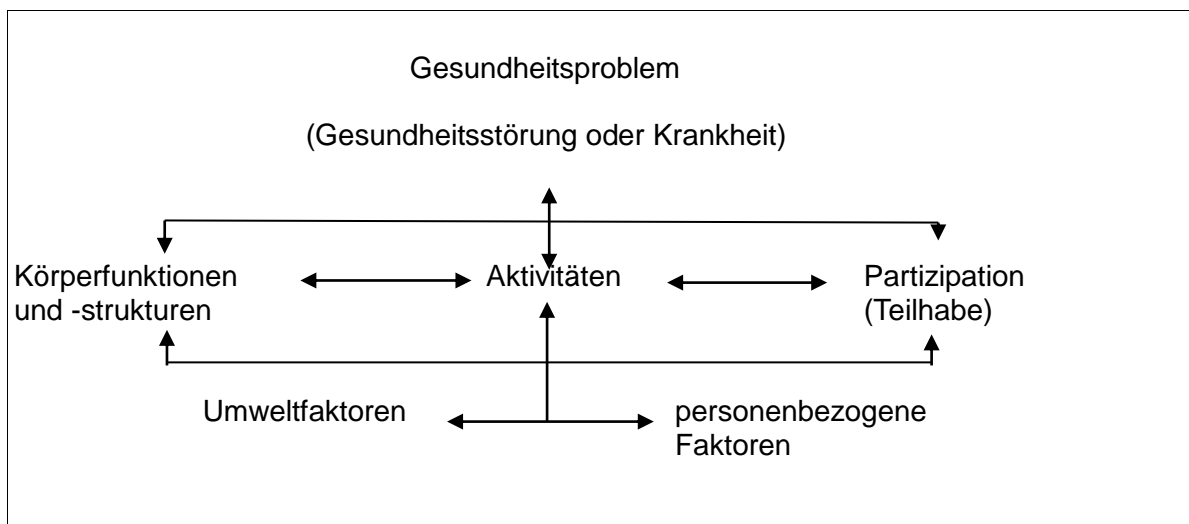 Gesundheitsproblem
(Gesundheitsstörung oder Krankheit)
Körperfunktionen
und -strukturen
Aktivitäten
Partizipation
(Teilhabe)
Umweltfaktoren
personenbezogene
Faktoren